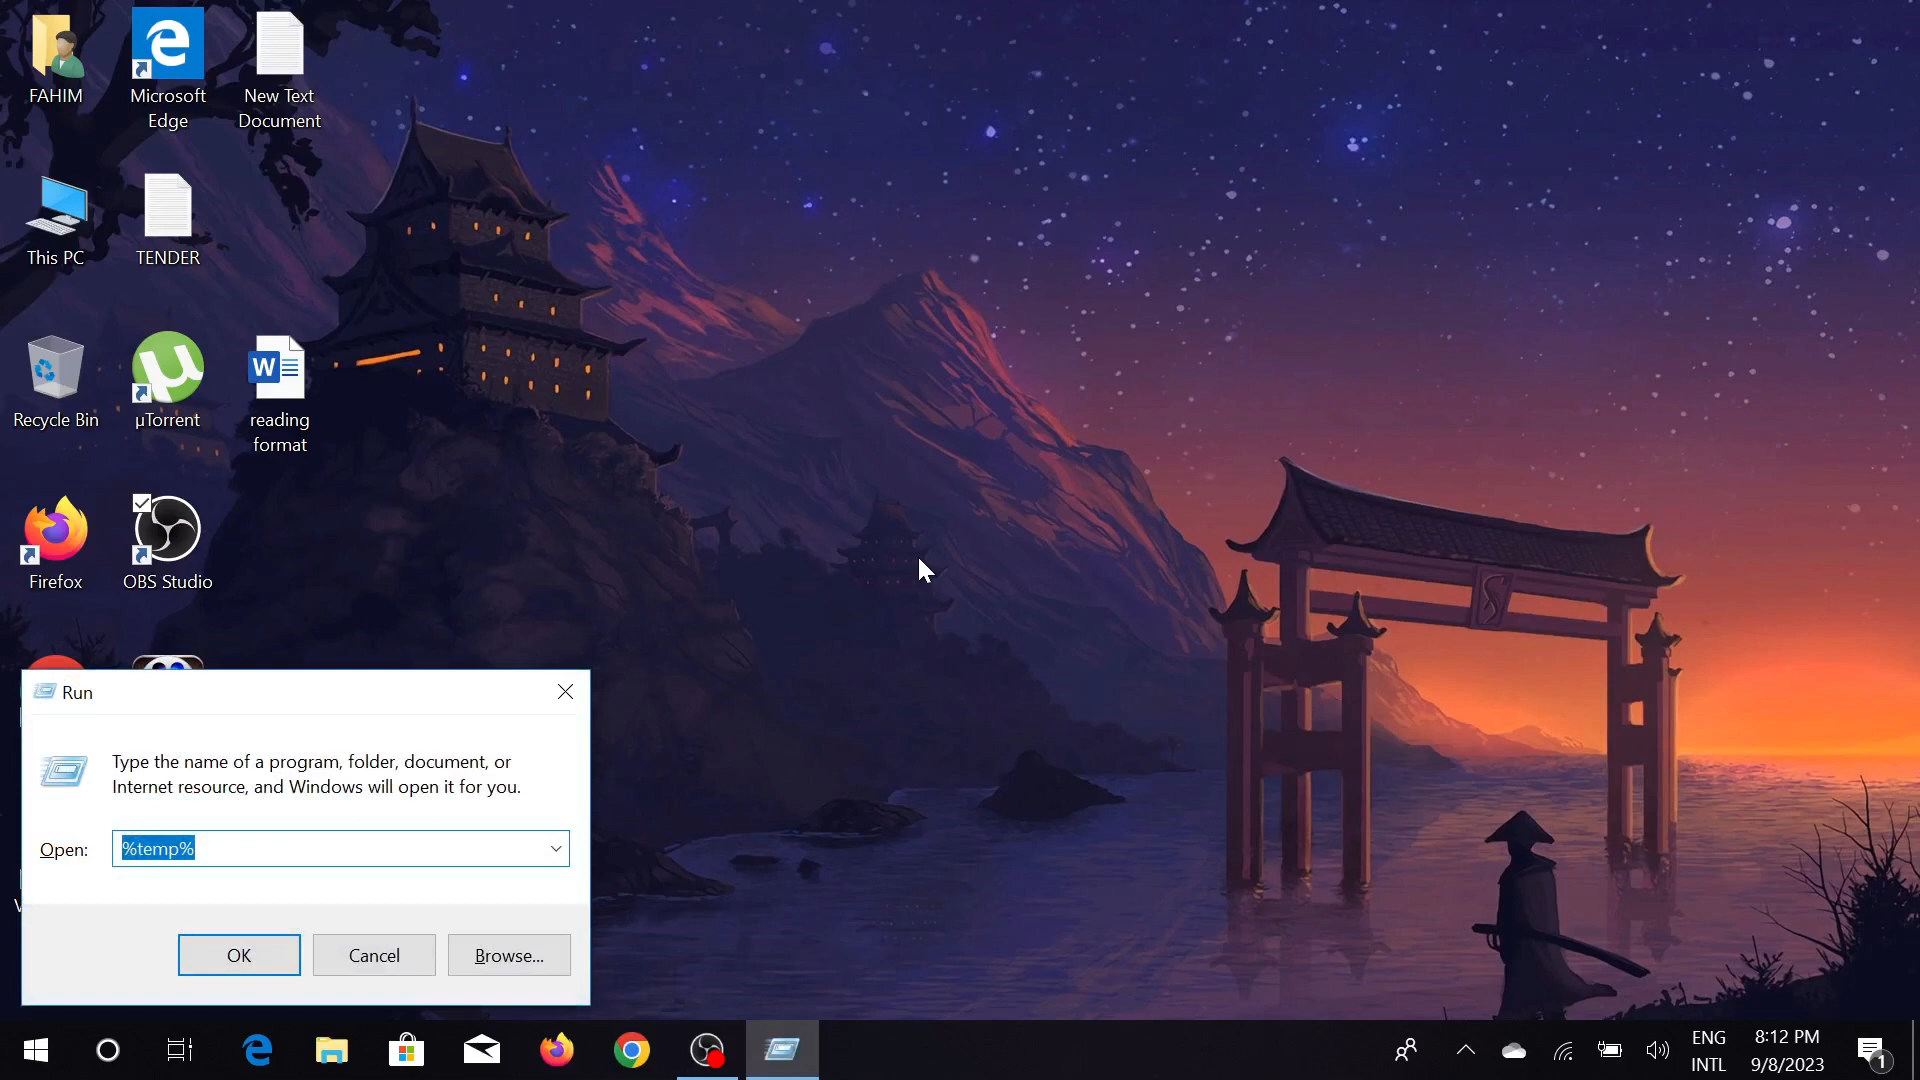 FAHIM
Microsoft
Edge
New Text
Document
This PC
TENDER
Recycle Bin
µTorrent
W
reading
format
Firefox
OBS Studio
Run
Type the name of a program, folder, document, or
Internet resource, and Windows will open it for you.
Open:
%temp%
OK
Cancel
Browse...
ENG
INTL
8:12 PM
9/8/2023
1